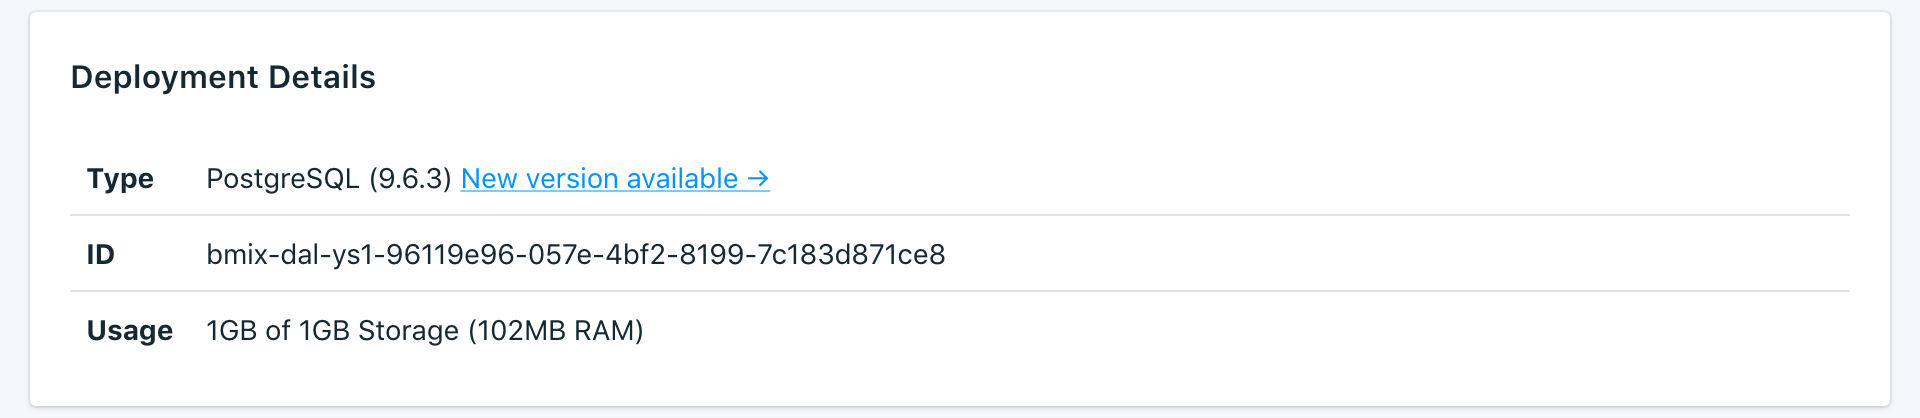 Deployment Details
Type PostgreSQL (9.6.3) New version available →
ID bmix-dal-ys1-96119e96-057e-4bf2-8199-7c183d871ce8
Usage 1GB of 1GB Storage (102MB RAM)